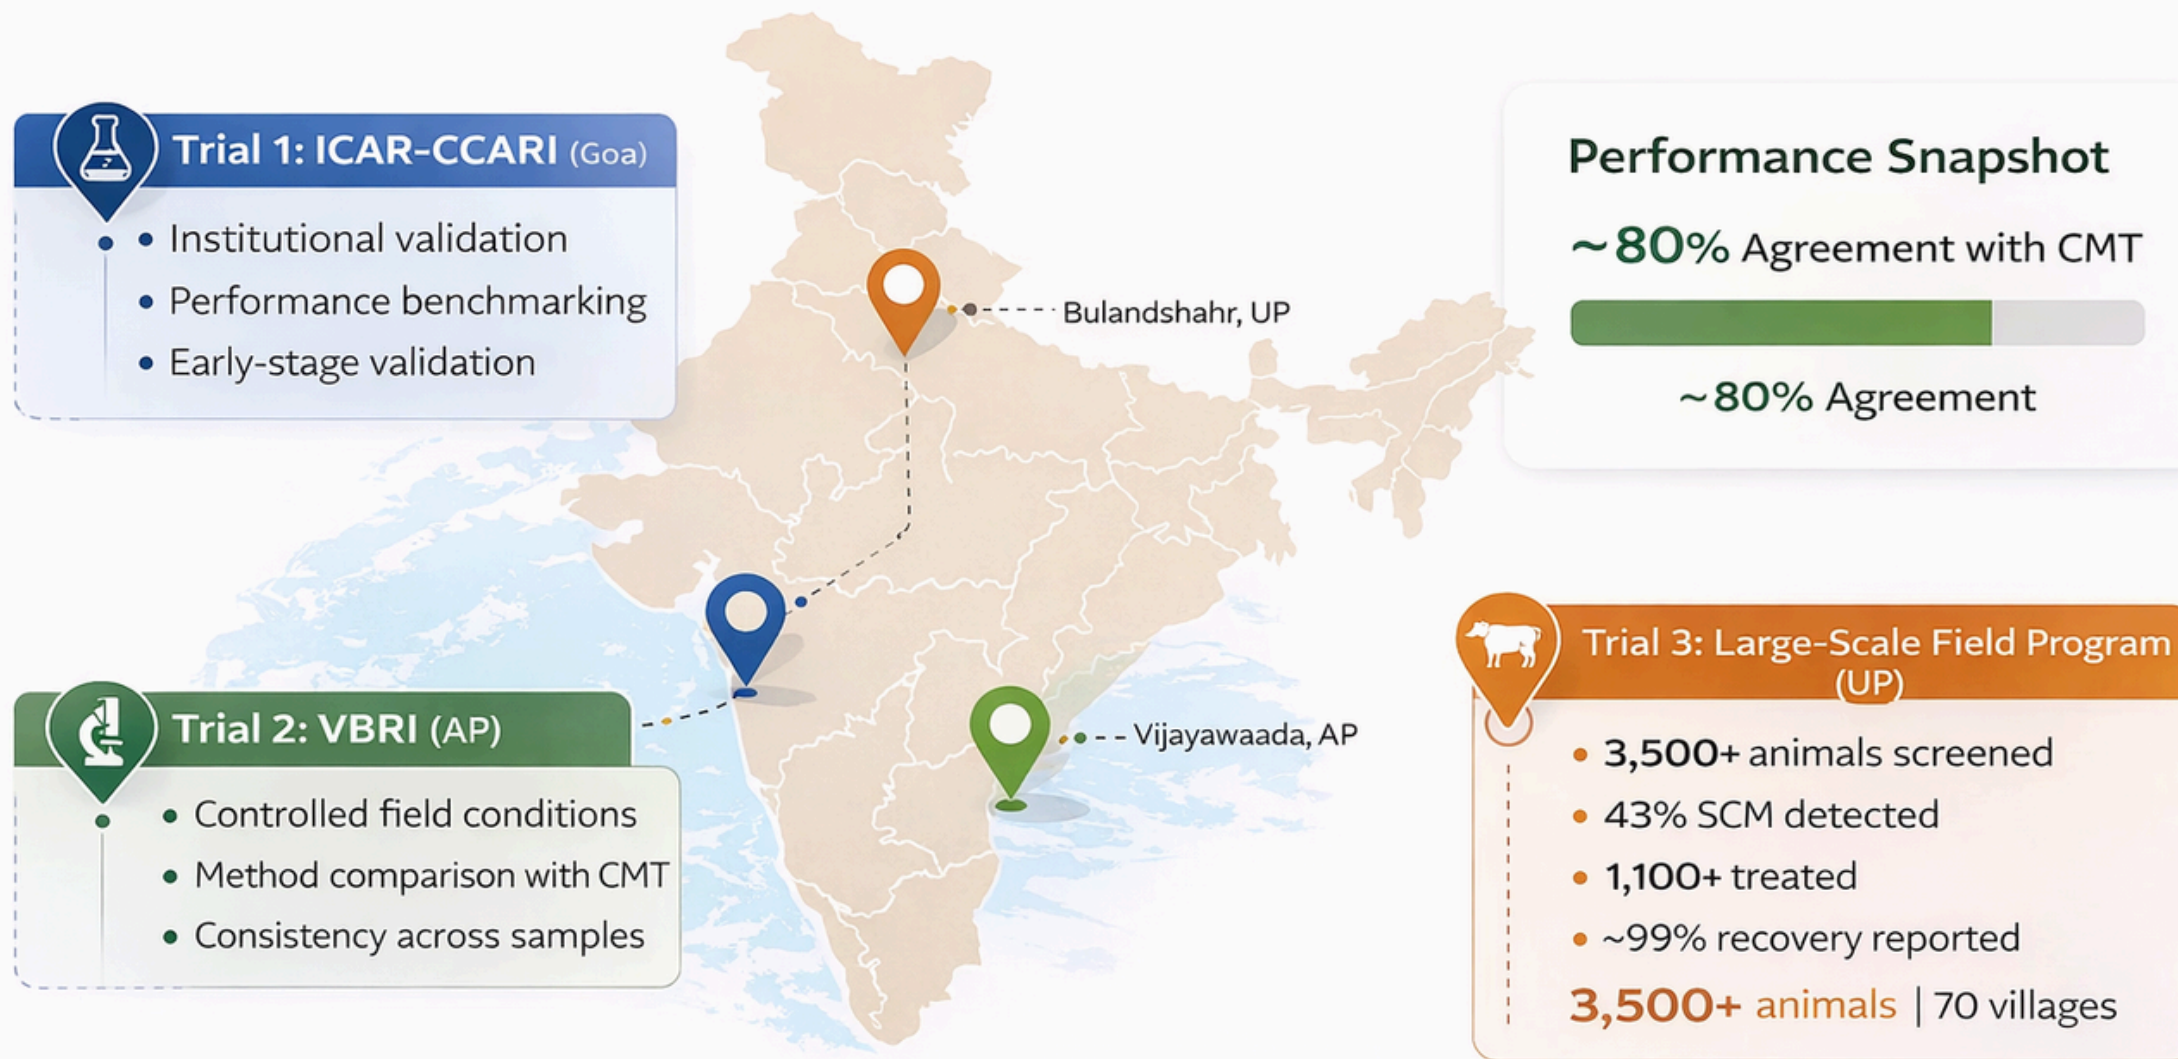 Trial 1: ICAR-CCARI (Goa)
• Institutional validation
• Performance benchmarking
• Early-stage validation
Trial 2: VBRI (AP)
• Controlled field conditions
• Method comparison with CMT
• Consistency across samples
Bulandshahr, UP
Vijayawaada, AP
Performance Snapshot
~80% Agreement with CMT
~80% Agreement
Trial 3: Large-Scale Field Program
(UP)
• 3,500+ animals screened
• 43% SCM detected
• 1,100+ treated
• ~99% recovery reported
3,500+ animals | 70 villages